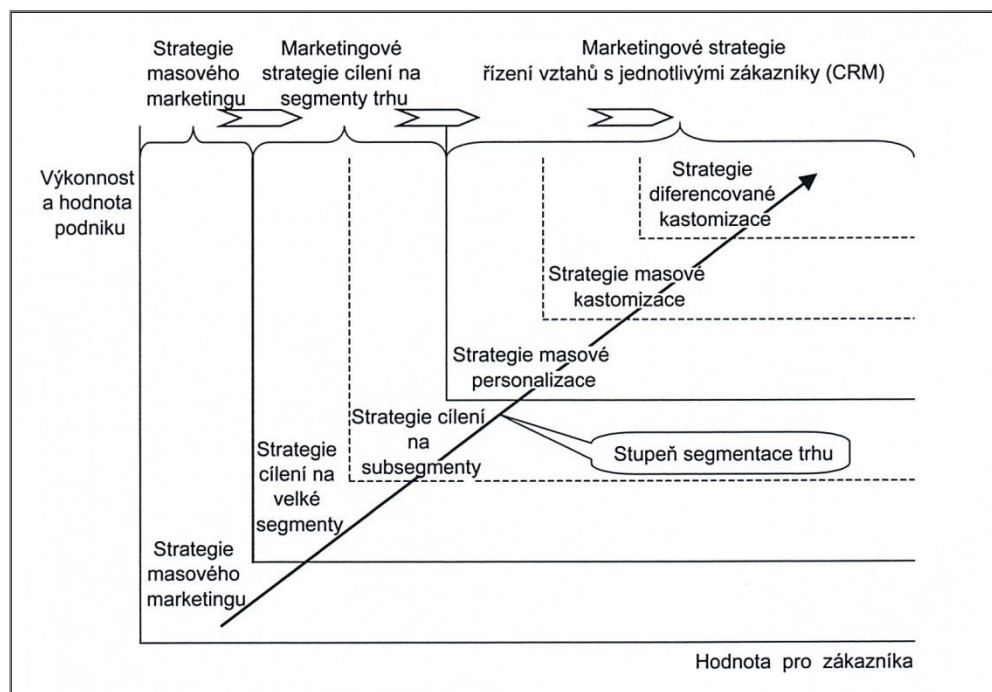 Strategie
masového
marketingu
Marketingové
strategie cílení na
segmenty trhu
Marketingové strategie
řízení vztahů s jednotlivými zákazníky (CRM)
Výkonnost
a hodnota
podniku
Strategie
diferencované
kastomizace
Strategie masové
kastomizace
Strategie masové
personalizace
Strategie cílení
na
subsegmenty
Stupeň segmentace trhu
Strategie
cílení na
velké
segmenty
Strategie
masového
marketingu
Hodnota pro zákazníka